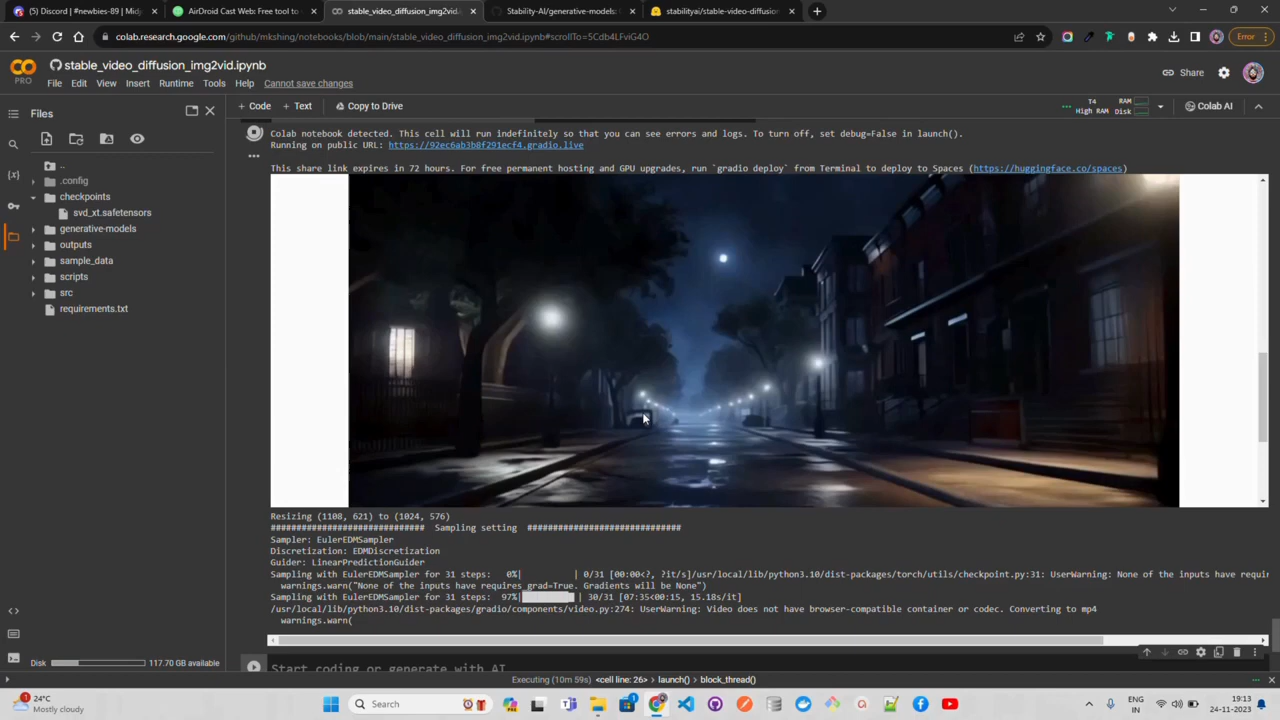 Discord | #newbies-89 | Midj
AirDroid Cast Web: Free tool to
stable_video_diffusion_img2vid.
Stability-AI/generative-models: 
stabilityai/stable-video-diffusion
colab.research.google.com/github/mkshing/notebooks/blob/main/stable_video_diffusion_img2vid.ipynb#scrollTo=5Cdb4LFviG4O
Error
PRO
stable_video_diffusion_img2vid.ipynb
File Edit View Insert Runtime Tools Help Cannot save changes
Share
Files
+ Code + Text Copy to Drive
T4 High RAM
RAM
Disk
Colab AI
..
.config
checkpoints
svd_xt.safetensors
generative-models
outputs
sample_data
scripts
src
requirements.txt
Colab notebook detected. This cell will run indefinitely so that you can see errors and logs. To turn off, set debug=False in launch().
Running on public URL: https://92ec6ab3b8f291ecf4.gradio.live
This share link expires in 72 hours. For free permanent hosting and GPU upgrades, run `gradio deploy` from Terminal to deploy to Spaces (https://huggingface.co/spaces)
Resizing (1108, 621) to (1024, 576)
############################## Sampling setting ##############################
Sampler: EulerEDMSampler
Discretization: EDMDiscretization
Guider: LinearPredictionGuider
Sampling with EulerEDMSampler for 31 steps: 0%| | 0/31 [00:00<?, ?it/s]/usr/local/lib/python3.10/dist-packages/torch/utils/checkpoint.py:31: UserWarning: None of the inputs have requir
warnings.warn("None of the inputs have requires_grad=True. Gradients will be None")
Sampling with EulerEDMSampler for 31 steps: 97%| | 30/31 [07:35<00:15, 15.18s/it]
/usr/local/lib/python3.10/dist-packages/gradio/components/video.py:274: UserWarning: Video does not have browser-compatible container or codec. Converting to mp4
warnings.warn(
Start coding or generate with AI.
Disk 117.70 GB available
Executing (10m 59s) <cell line: 26> launch() block_thread()
24°C
Mostly cloudy
Search
ENG
IN
19:13
24-11-2023